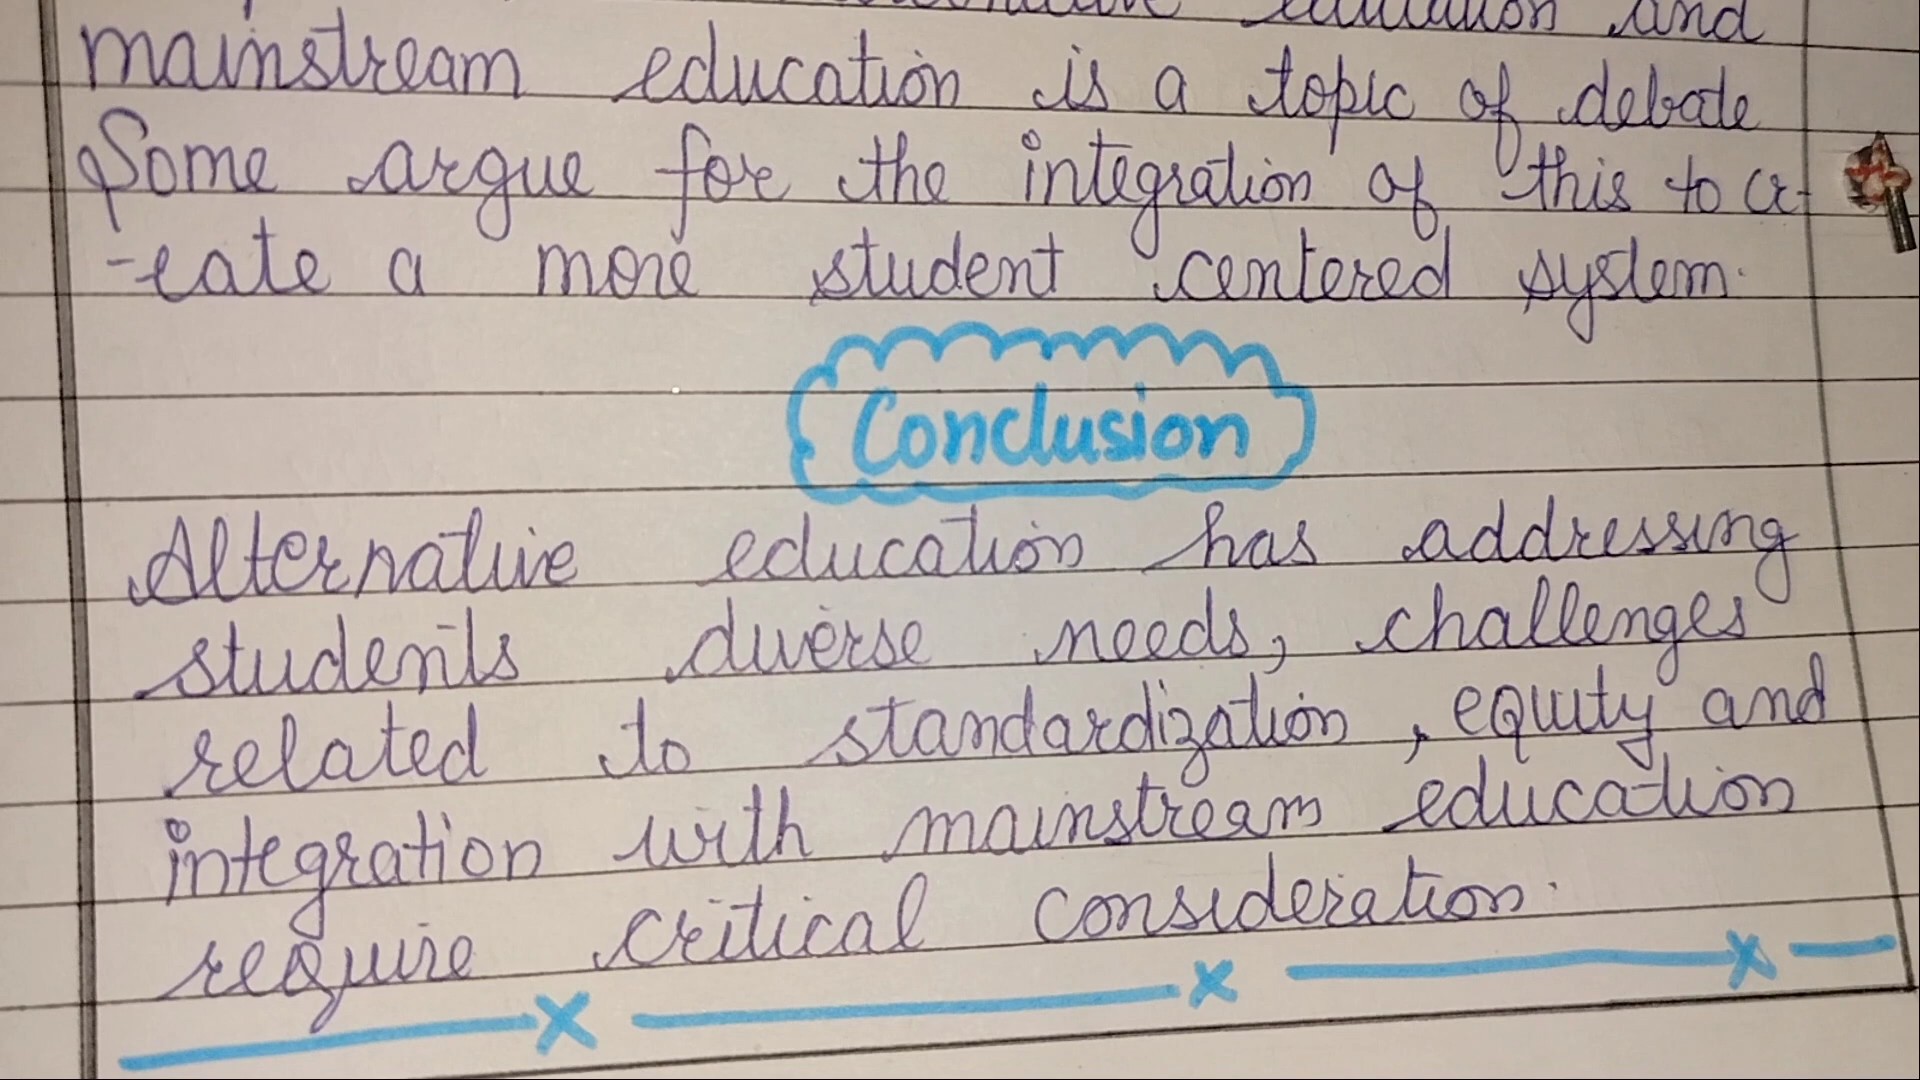 education and
mainstream education is a topic of debate
Some argue for the integration of this to cr-
-eate a more student centered system.
Conclusion
Alternative education has addressing
students diverse needs, challenges
related to standardization, equity and
integration with mainstream education
require critical consideration.